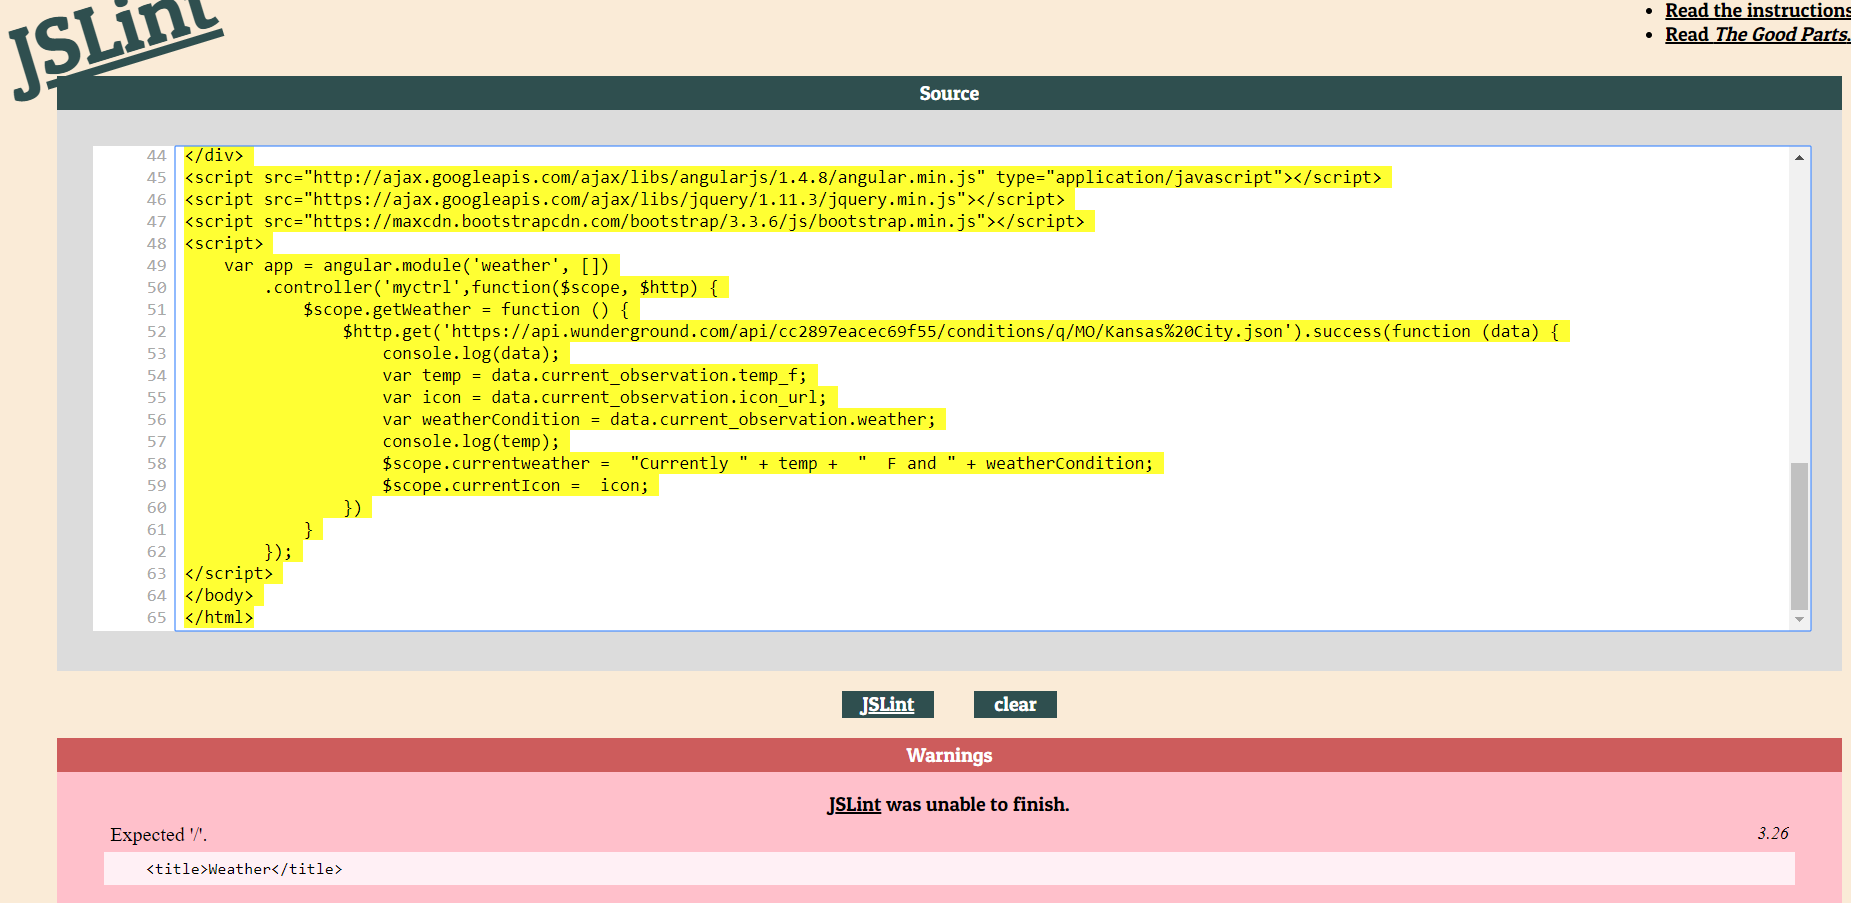 JSLint
• Read the instructions
• Read The Good Parts.
Source
44 </div>
45 <script src="http://ajax.googleapis.com/ajax/libs/angularjs/1.4.8/angular.min.js" type="application/javascript"></script>
46 <script src="https://ajax.googleapis.com/ajax/libs/jquery/1.11.3/jquery.min.js"></script>
47 <script src="https://maxcdn.bootstrapcdn.com/bootstrap/3.3.6/js/bootstrap.min.js"></script>
48 <script>
49     var app = angular.module('weather', [])
50         .controller('myctrl',function($scope, $http) {
51             $scope.getWeather = function () {
52                 $http.get('https://api.wunderground.com/api/cc2897eacec69f55/conditions/q/MO/Kansas%20City.json').success(function (data) {
53                     console.log(data);
54                     var temp = data.current_observation.temp_f;
55                     var icon = data.current_observation.icon_url;
56                     var weatherCondition = data.current_observation.weather;
57                     console.log(temp);
58                     $scope.currentweather =  "Currently " + temp +  "  F and " + weatherCondition;
59                     $scope.currentIcon =  icon;
60                 })
61             }
62         });
63 </script>
64 </body>
65 </html>
JSLint clear
Warnings
JSLint was unable to finish.
Expected '/'. 3.26
<title>Weather</title>